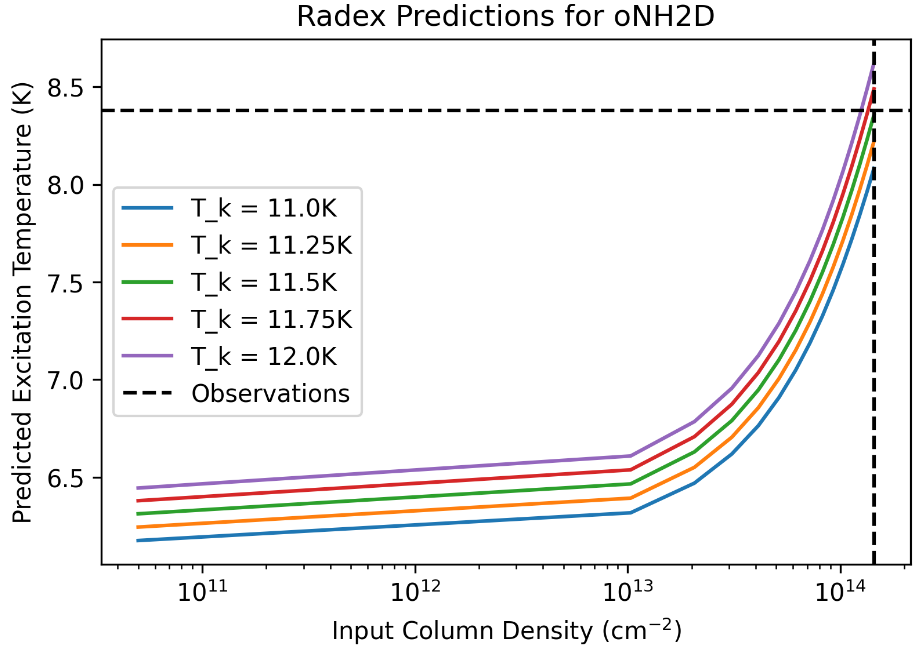 Radex Predictions for oNH2D
Predicted Excitation Temperature (K)
8.5
8.0
7.5
7.0
6.5
T_k = 11.0K
T_k = 11.25K
T_k = 11.5K
T_k = 11.75K
T_k = 12.0K
Observations
10¹¹ 10¹² 10¹³ 10¹⁴
Input Column Density (cm⁻²)